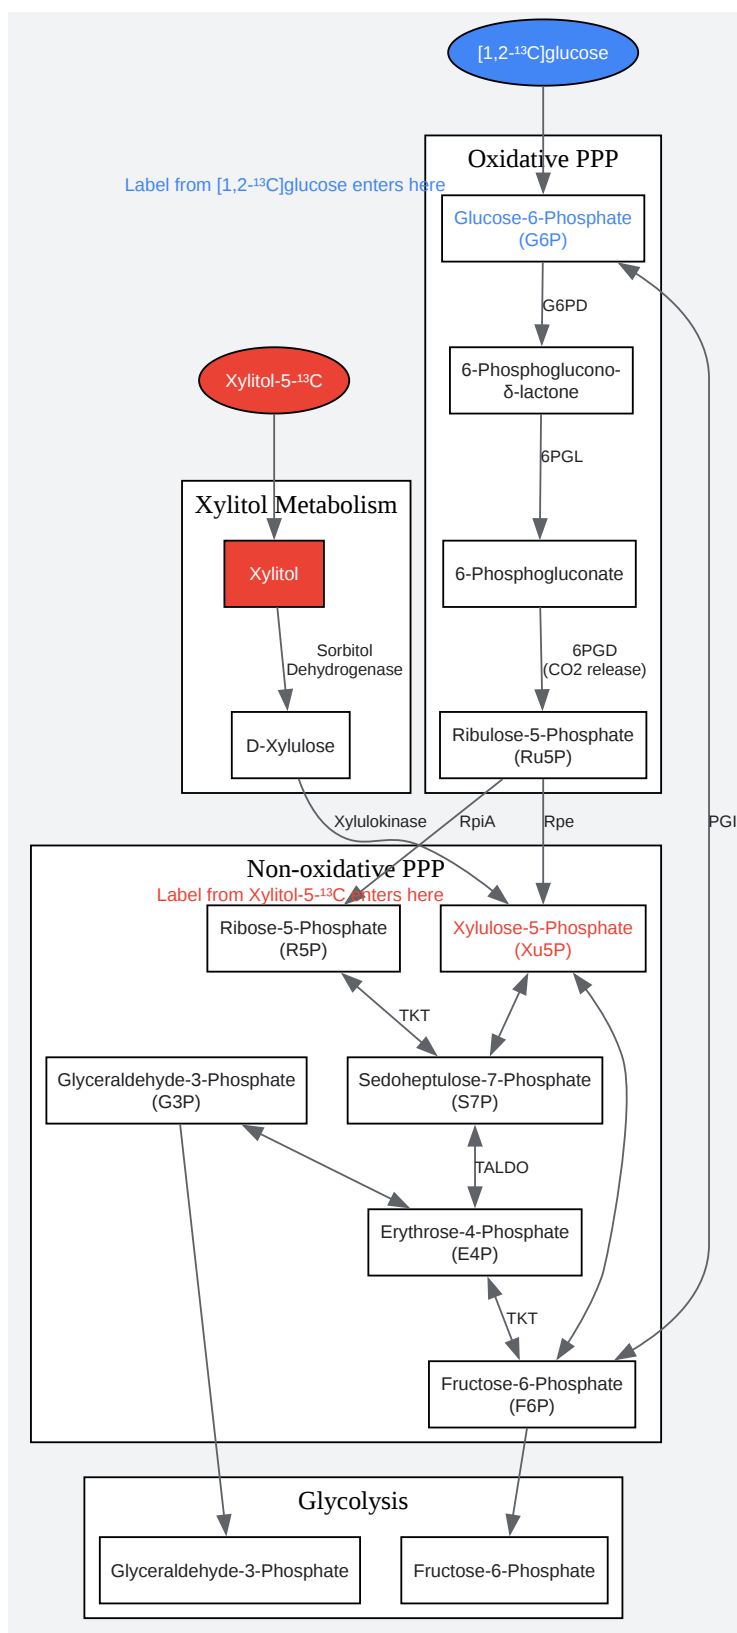 [1,2-¹³C]glucose
Oxidative PPP
Label from [1,2-¹³C]glucose enters here
Glucose-6-Phosphate
(G6P)
G6PD
6-Phosphoglucono-
δ-lactone
Xylitol-5-¹³C
6PGL
Xylitol Metabolism
Xylitol
6-Phosphogluconate
Sorbitol
Dehydrogenase
6PGD
(CO2 release)
D-Xylulose
Ribulose-5-Phosphate
(Ru5P)
Xylulokinase
RpiA
Rpe
PGI
Non-oxidative PPP
Label from Xylitol-5-¹³C enters here
Ribose-5-Phosphate
(R5P)
Xylulose-5-Phosphate
(Xu5P)
TKT
Glyceraldehyde-3-Phosphate
(G3P)
Sedoheptulose-7-Phosphate
(S7P)
TALDO
Erythrose-4-Phosphate
(E4P)
TKT
Fructose-6-Phosphate
(F6P)
Glycolysis
Glyceraldehyde-3-Phosphate
Fructose-6-Phosphate